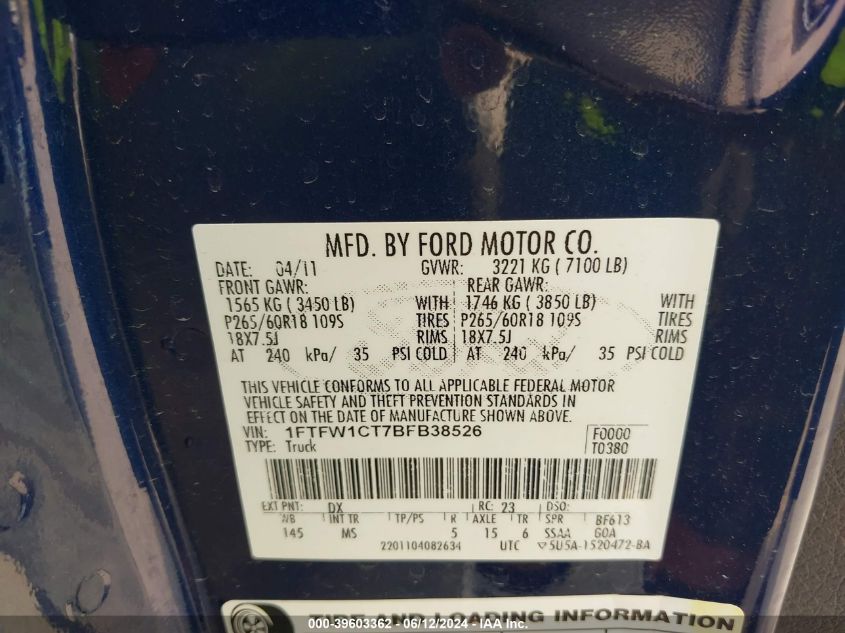 MFD. BY FORD MOTOR CO.
DATE: 04/11 GVWR: 3221 KG ( 7100 LB)
FRONT GAWR: REAR GAWR:
1565 KG ( 3450 LB) WITH 1746 KG ( 3850 LB) WITH
P265/60R18 109S TIRES P265/60R18 109S TIRES
18X7.5J RIMS 18X7.5J RIMS
AT 240 kPa/ 35 PSI COLD AT 240 kPa/ 35 PSI COLD
THIS VEHICLE CONFORMS TO ALL APPLICABLE FEDERAL MOTOR
VEHICLE SAFETY AND THEFT PREVENTION STANDARDS IN
EFFECT ON THE DATE OF MANUFACTURE SHOWN ABOVE.
VIN: 1FTFW1CT7BFB38526 F0000
TYPE: Truck T0380
EXT PNT: DX RC: 23 DSO:
WB INT TR TP/PS R AXLE TR SPR BF613
145 MS 5 15 6 SSAA GOA
2201104082634 UTC 5U5A-1520472-BA
TIRE AND LOADING INFORMATION
000-39603362 - 06/12/2024 - IAA Inc.